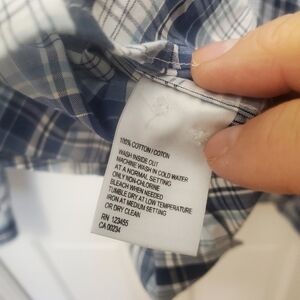 100% COTTON / COTON
WASH INSIDE OUT
MACHINE WASH IN COLD WATER
AT A NORMAL SETTING
ONLY NON-CHLORINE
BLEACH WHEN NEEDED
TUMBLE DRY AT LOW TEMPERATURE
IRON AT MEDIUM SETTING
OR DRY CLEAN
RN 123455
CA 00234